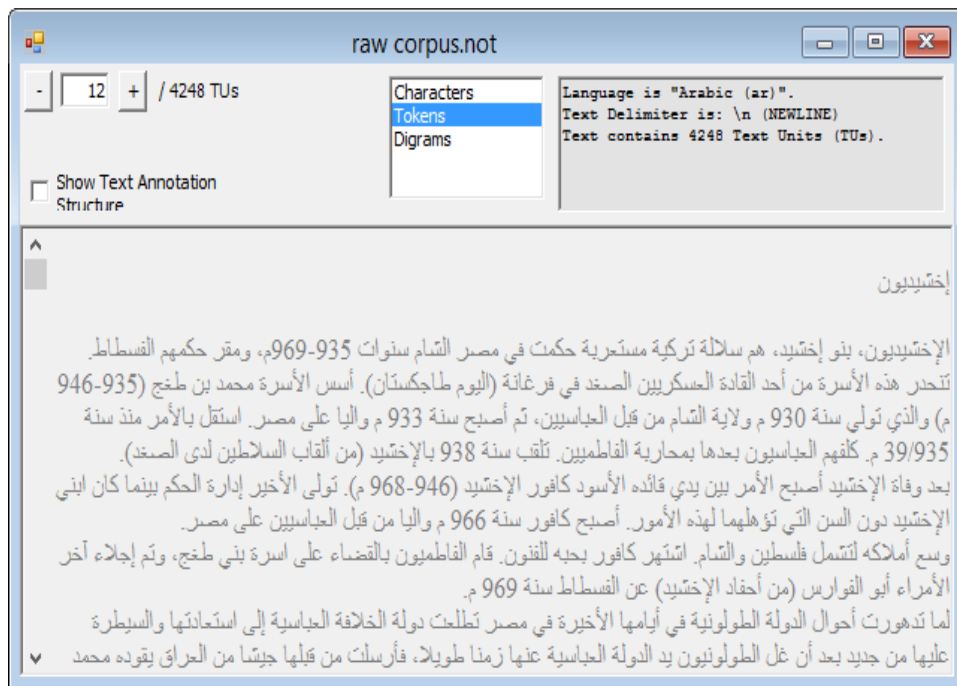 raw corpus.not
- 12 + / 4248 TUs
Show Text Annotation
Structure
Characters
Tokens
Digrams
Language is "Arabic (ar)".
Text Delimiter is: \n (NEWLINE)
Text contains 4248 Text Units (TUs).
إخشيديون
الإخشيديون، بنو إخشيد، هم سلالة تركية مستعربة حكمت في مصر الشام سنوات 935-969م، ومقر حكمهم الفسطاط.
تنحدر هذه الأسرة من أحد القادة العسكريين الصغد في فرغانة (اليوم طاجكستان). أسس الأسرة محمد بن طغج (935-946
م) والذي تولي سنة 930 م ولاية الشام من قبل العباسيين، ثم أصبح سنة 933 م واليا على مصر. استقل بالأمر منذ سنة
39/935 م. كلفهم العباسيون بعدها بمحاربة الفاطميين. تلقب سنة 938 بالإخشيد (من ألقاب السلاطين لدى الصغد).
بعد وفاة الإخشيد أصبح الأمر بين يدي قائده الأسود كافور الإخشيد (946-968 م). تولى الأخير إدارة الحكم بينما كان ابني
الإخشيد دون السن التي تؤهلهما لهذه الأمور. أصبح كافور سنة 966 م واليا من قبل العباسيين على مصر.
وسع أملاكه لتشمل فلسطين والشام. اشتهر كافور بحبه للفنون. قام الفاطميون بالقضاء على اسرة بني طغج، وتم إجلاء آخر
الأمراء أبو الفوارس (من أحفاد الإخشيد) عن الفسطاط سنة 969 م.
لما تدهورت أحوال الدولة الطولونية في أيامها الأخيرة في مصر تطلعت دولة الخلافة العباسية إلى استعادتها والسيطرة
عليها من جديد بعد أن غل الطولونيون يد الدولة العباسية عنها زمنا طويلا، فأرسلت من قبلها جيشا من العراق يقوده محمد